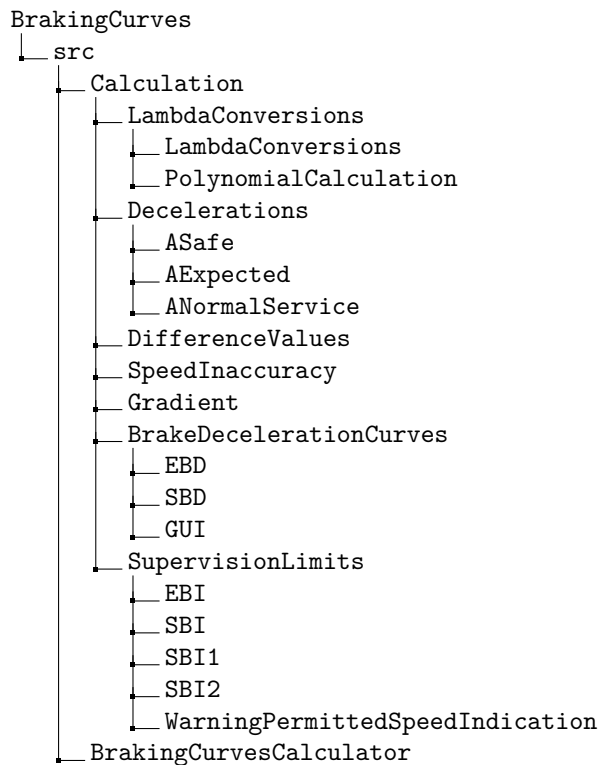 BrakingCurves
src
Calculation
LambdaConversions
LambdaConversions
PolynomialCalculation
Decelerations
ASafe
AExpected
ANormalService
DifferenceValues
SpeedInaccuracy
Gradient
BrakeDecelerationCurves
EBD
SBD
GUI
SupervisionLimits
EBI
SBI
SBI1
SBI2
WarningPermittedSpeedIndication
BrakingCurvesCalculator